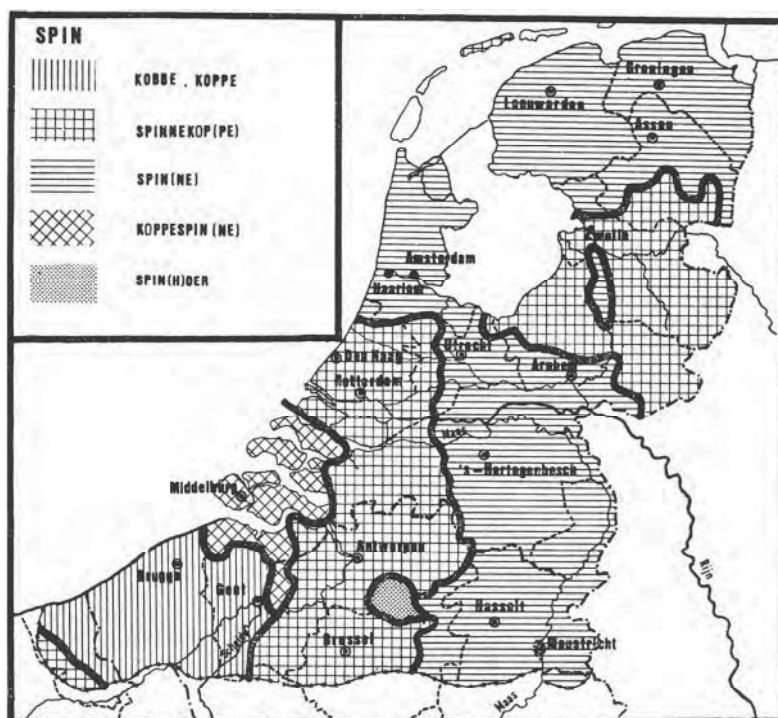 SPIN
KOBBE . KOPPE
SPINNEKOP(PE)
SPIN(NE)
KOPPESPIN (NE)
SPIN(H)OER
Groningen
Leeuwarden
Assen
Zwolle
Amsterdam
Haarlem
Den Haag
Utrecht
Rotterdam
Arnhem
Maas
's-Hertogenbosch
Middelburg
Antwerpen
Brugge
Gent
Rijn
Hasselt
Schelde
Brussel
Maastricht
Maas